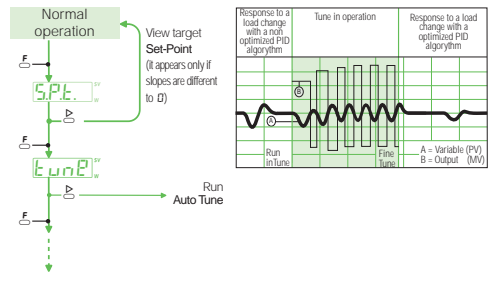 Normal
operation
View target
Set-Point
(it appears only if
slopes are different
to 0)
F
S.P.t.
SV
W
F
tunE
SV
W
Run
Auto Tune
F
Response to a
load change
with a non
optimized PID
algorythm
Tune in operation
Response to a load
change with a
optimized PID
algorythm
B
A
Run
inTune
Fine
Tune
A = Variable (PV)
B = Output (MV)